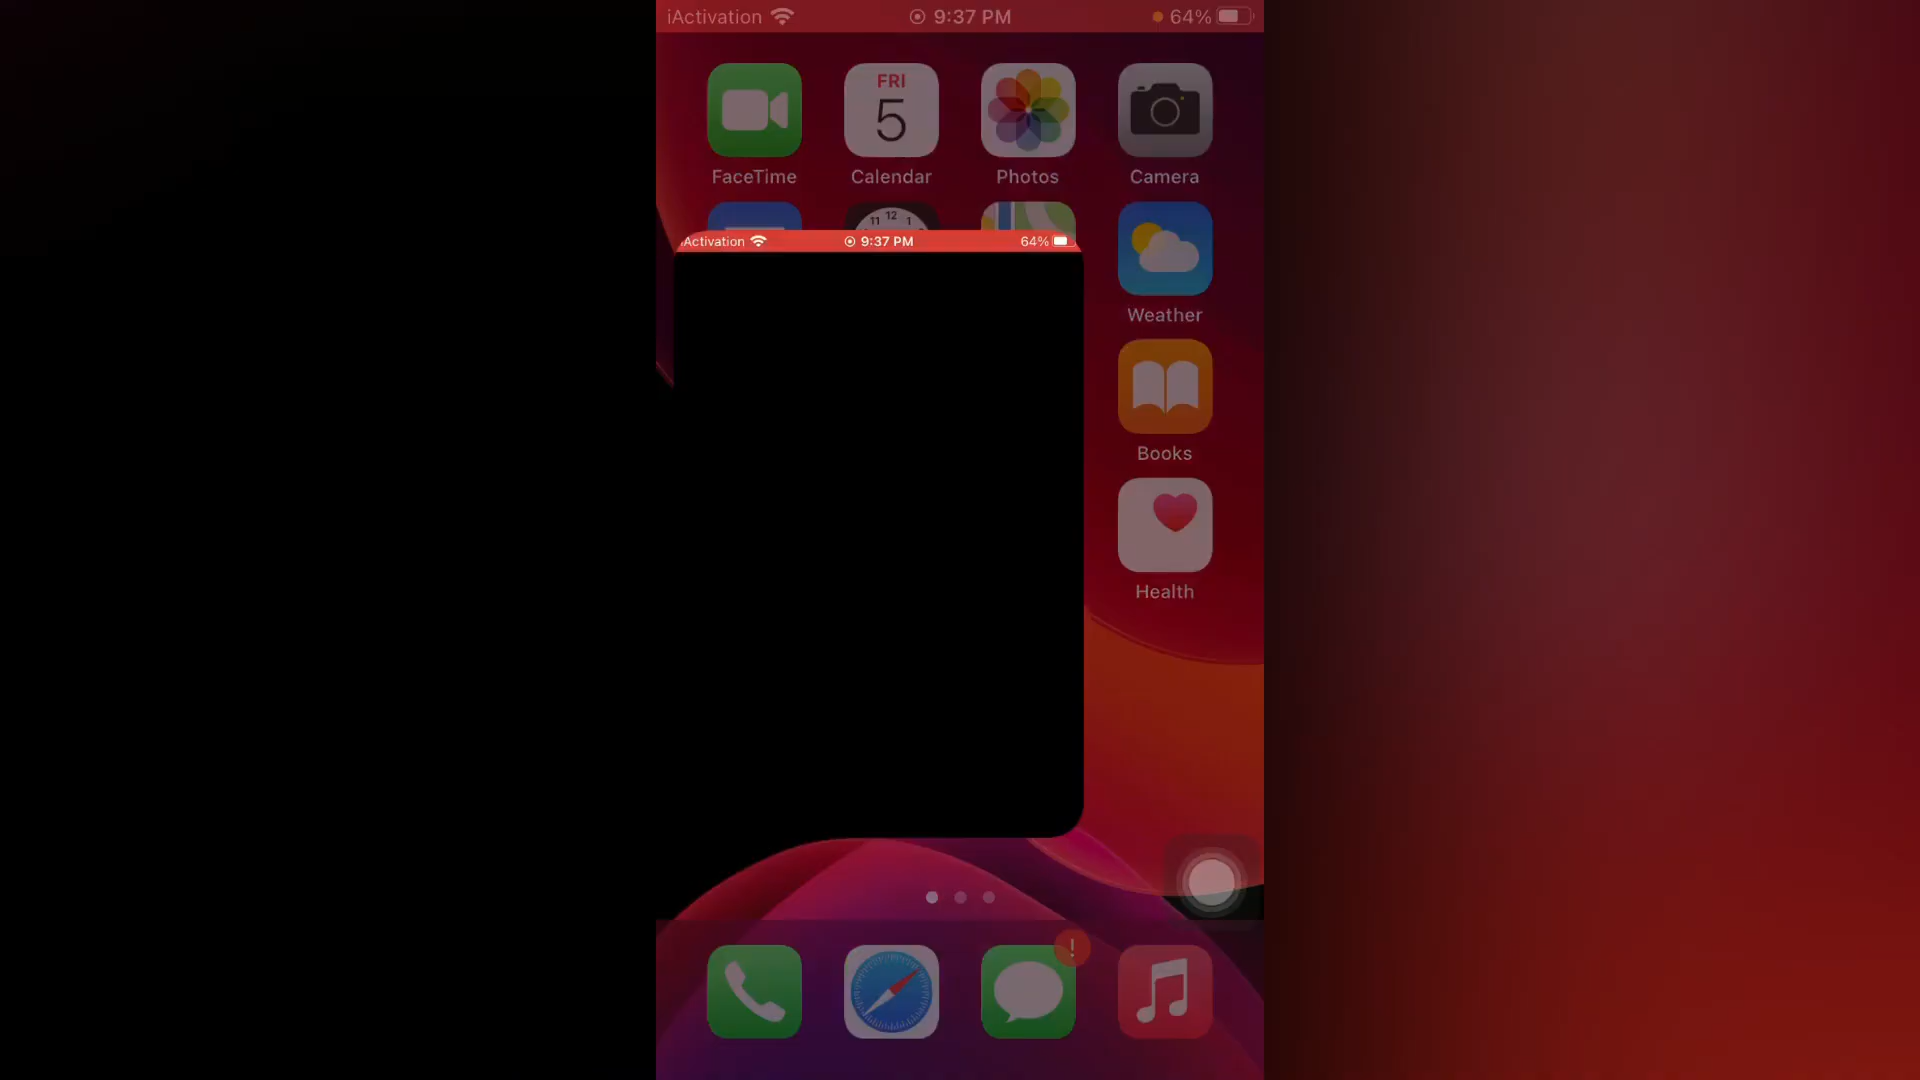 iActivation 9:37 PM 64%
FRI
5
FaceTime Calendar Photos Camera
11 12 1
iActivation 9:37 PM 64%
Weather
Books
Health
!